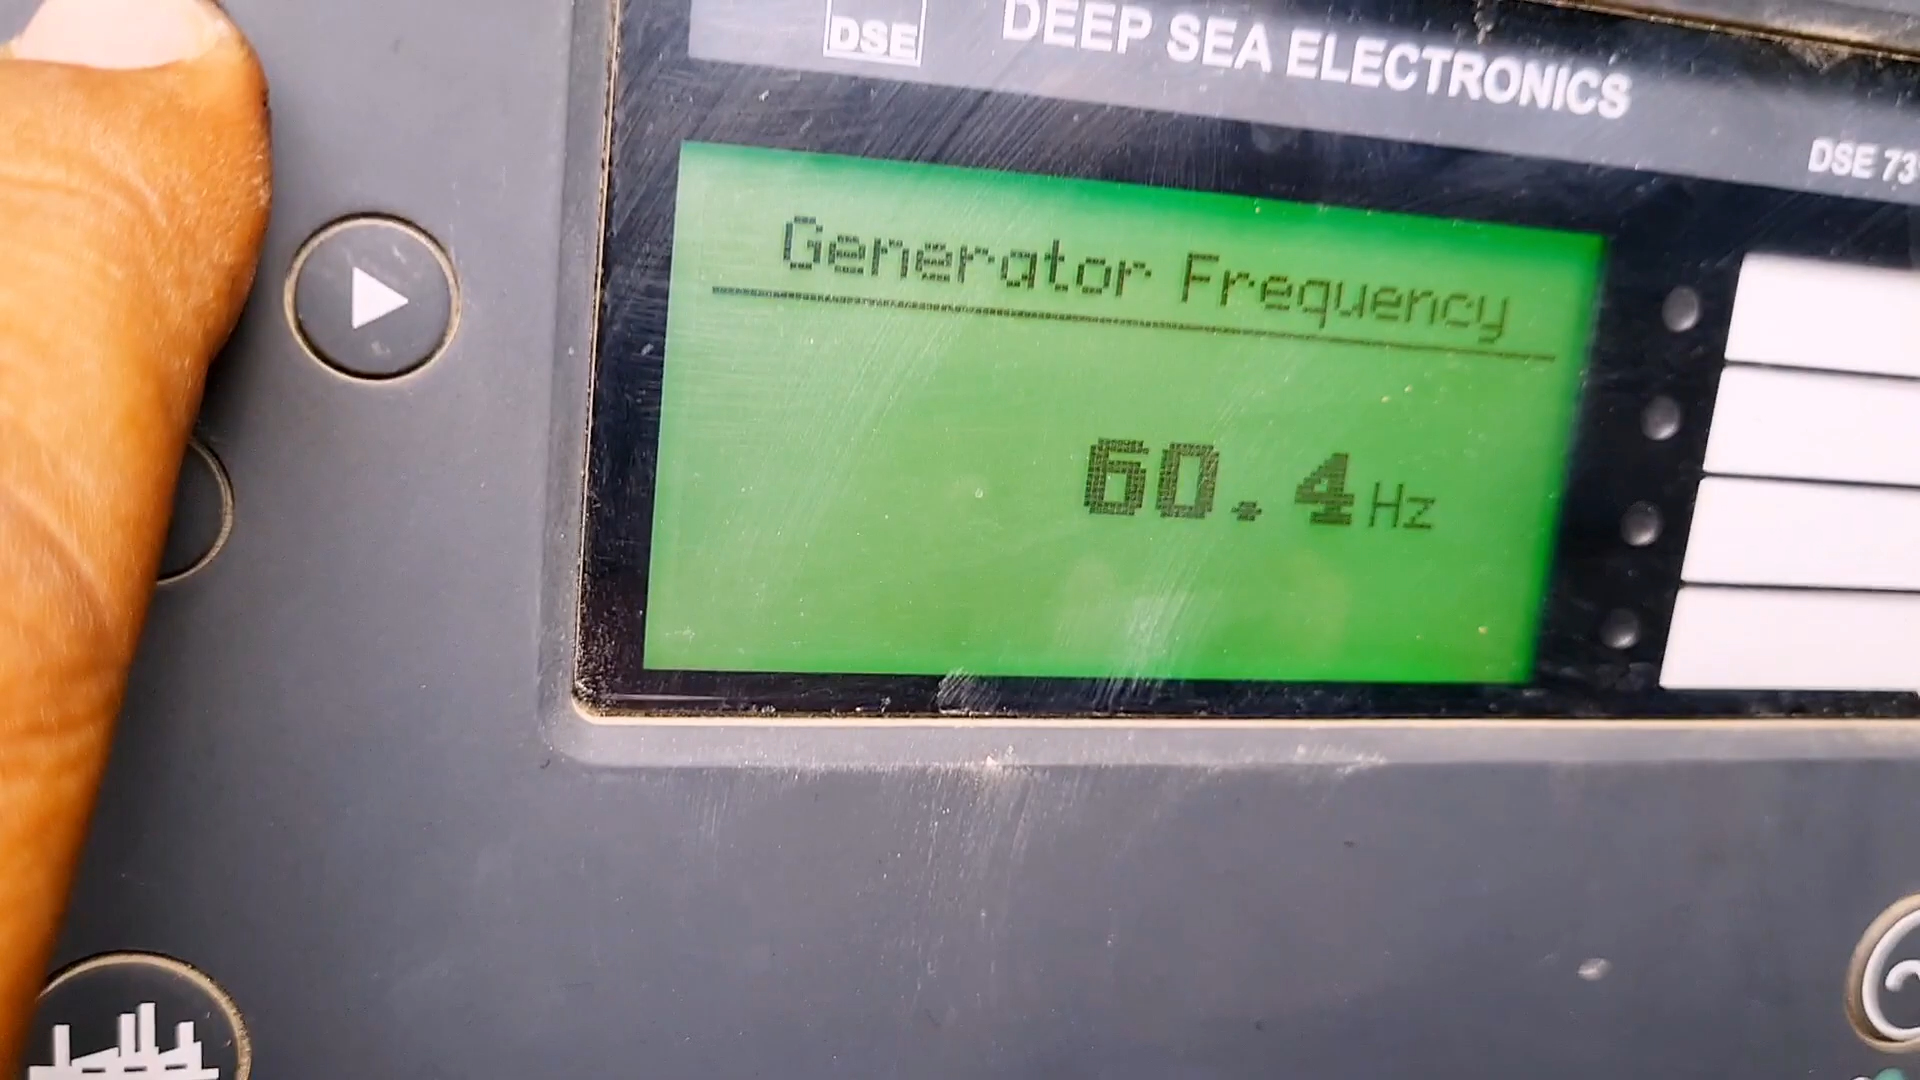 DSE
DEEP SEA ELECTRONICS
DSE 73
Generator Frequency
60.4 Hz